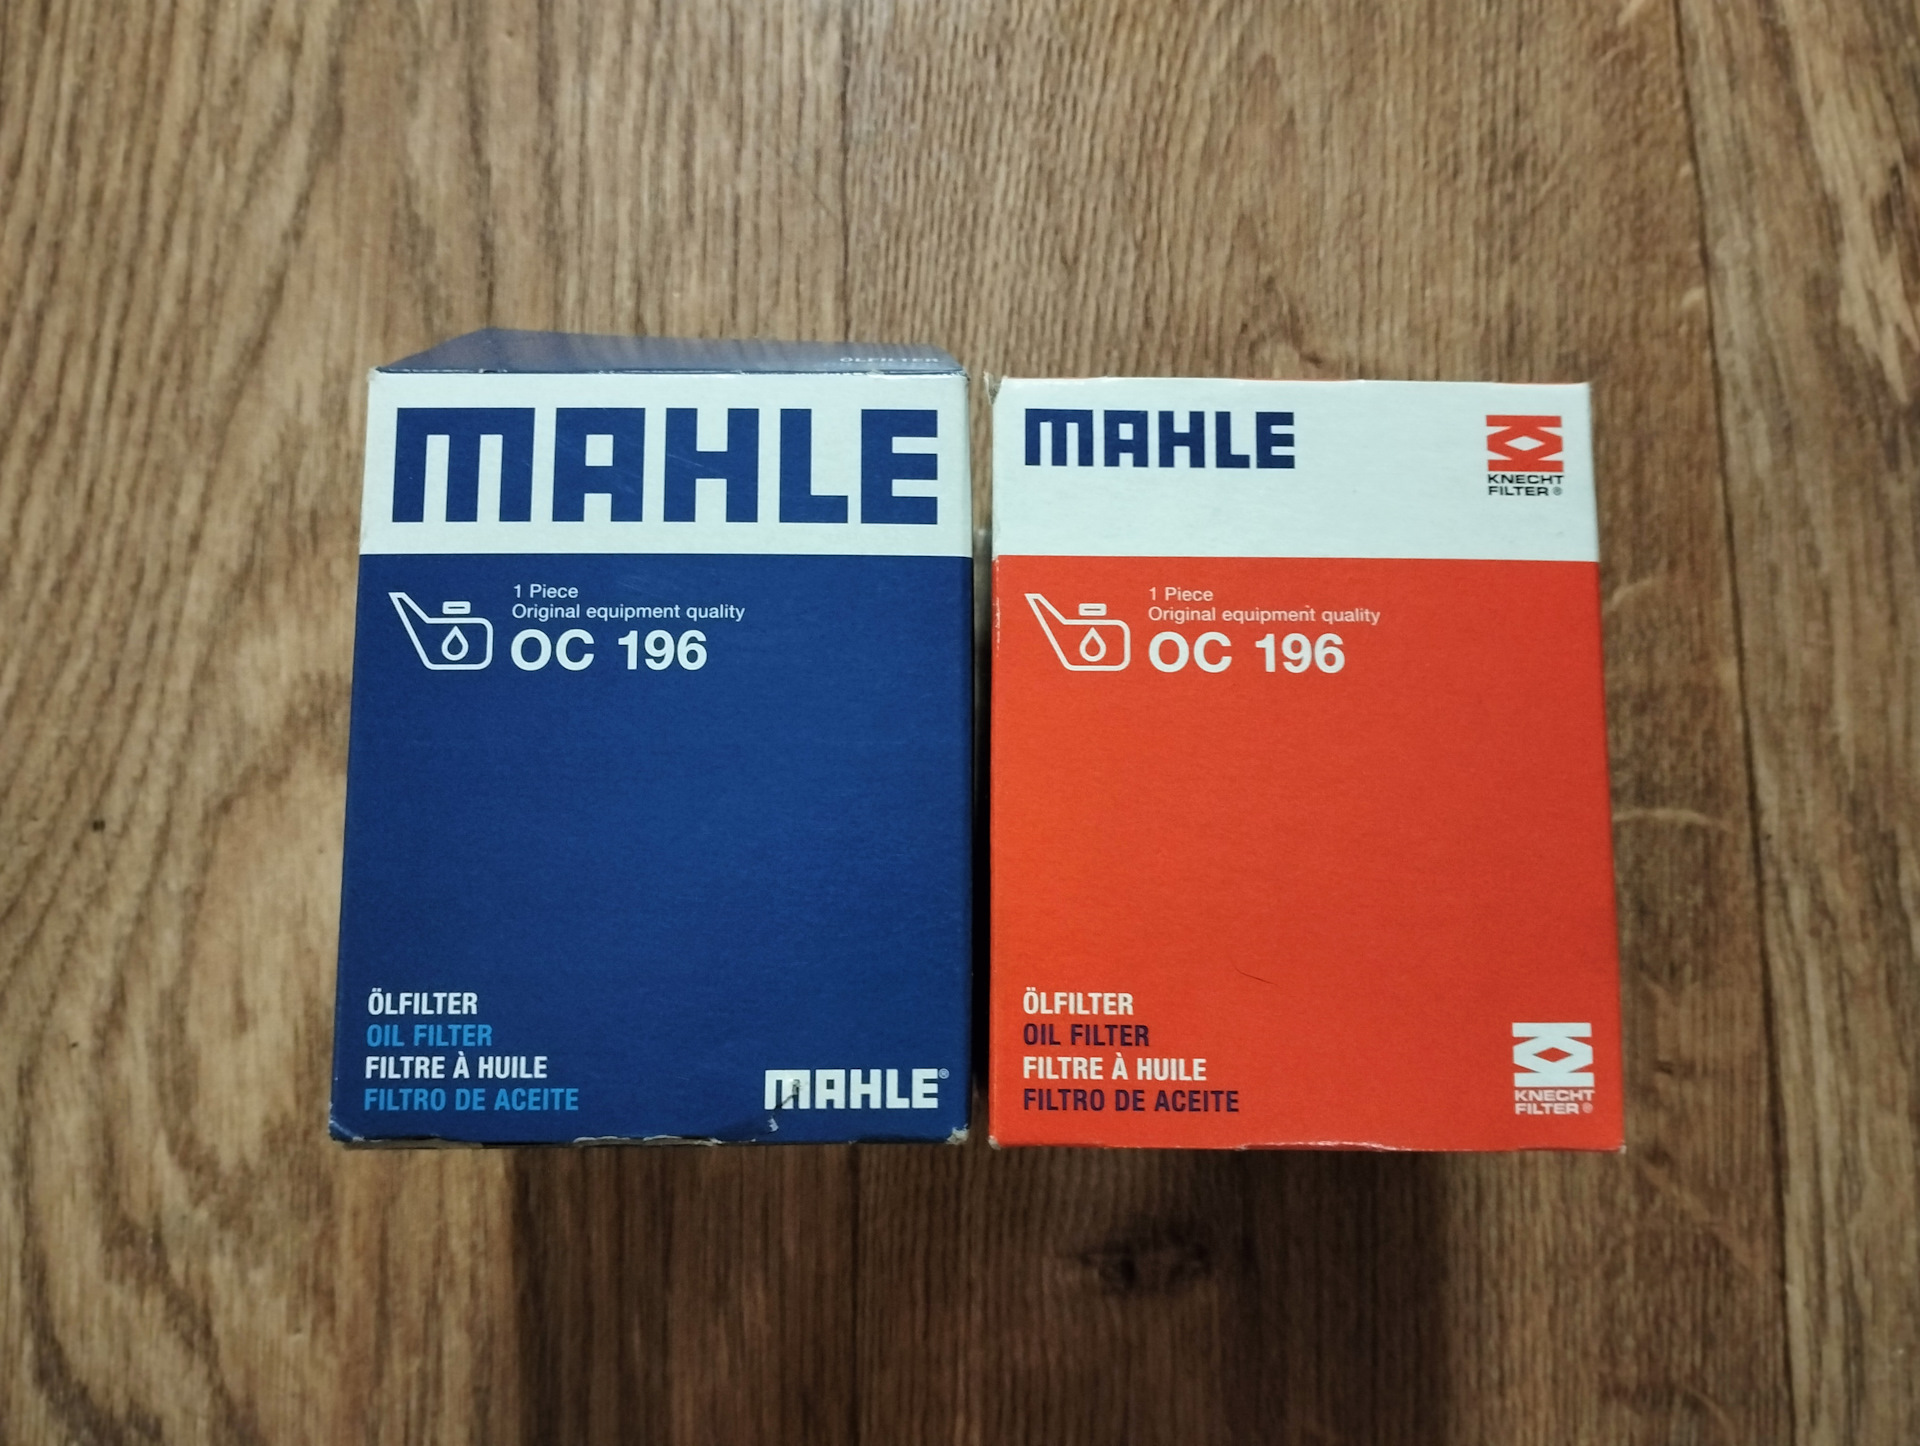 ÖLFILTER
MAHLE
1 Piece
Original equipment quality
OC 196
ÖLFILTER
OIL FILTER
FILTRE À HUILE
FILTRO DE ACEITE
MAHLE®
MAHLE
KNECHT
FILTER®
1 Piece
Original equipment quality
OC 196
ÖLFILTER
OIL FILTER
FILTRE À HUILE
FILTRO DE ACEITE
KNECHT
FILTER®